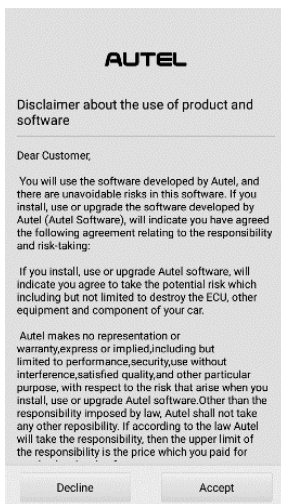 AUTEL
Disclaimer about the use of product and
software
Dear Customer,
You will use the software developed by Autel, and
there are unavoidable risks in this software. If you
install, use or upgrade the software developed by
Autel (Autel Software), will indicate you have agreed
the following agreement relating to the responsibility
and risk-taking:
If you install, use or upgrade Autel software, will
indicate you agree to take the potential risk which
including but not limited to destroy the ECU, other
equipment and component of your car.
Autel makes no representation or
warranty,express or implied,including but
limited to performance,security,use without
interference,satisfied quality,and other particular
purpose, with respect to the risk that arise when you
install, use or upgrade Autel software.Other than the
responsibility imposed by law, Autel shall not take
any other reposibility. If according to the law Autel
will take the responsibility, then the upper limit of
the responsibility is the price which you paid for
Decline
Accept